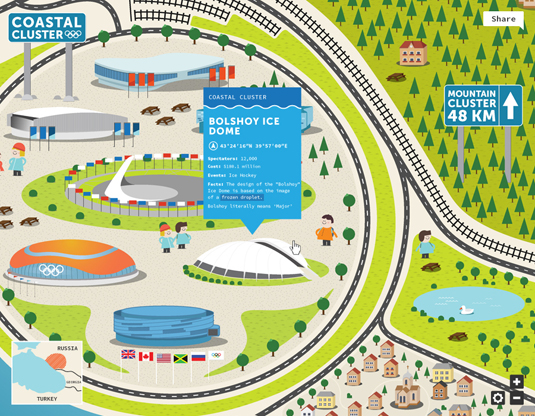 COASTAL
CLUSTER
Share
MOUNTAIN
CLUSTER
48 KM
COASTAL CLUSTER
BOLSHOY ICE
DOME
43°24'16"N 39°57'00"E
Spectators: 12,000
Cost: $180.1 million
Events: Ice Hockey
Facts: The design of the "Bolshoy"
Ice Dome is based on the image
of a frozen droplet.
Bolshoy literally means 'Major'
RUSSIA
GEORGIA
TURKEY